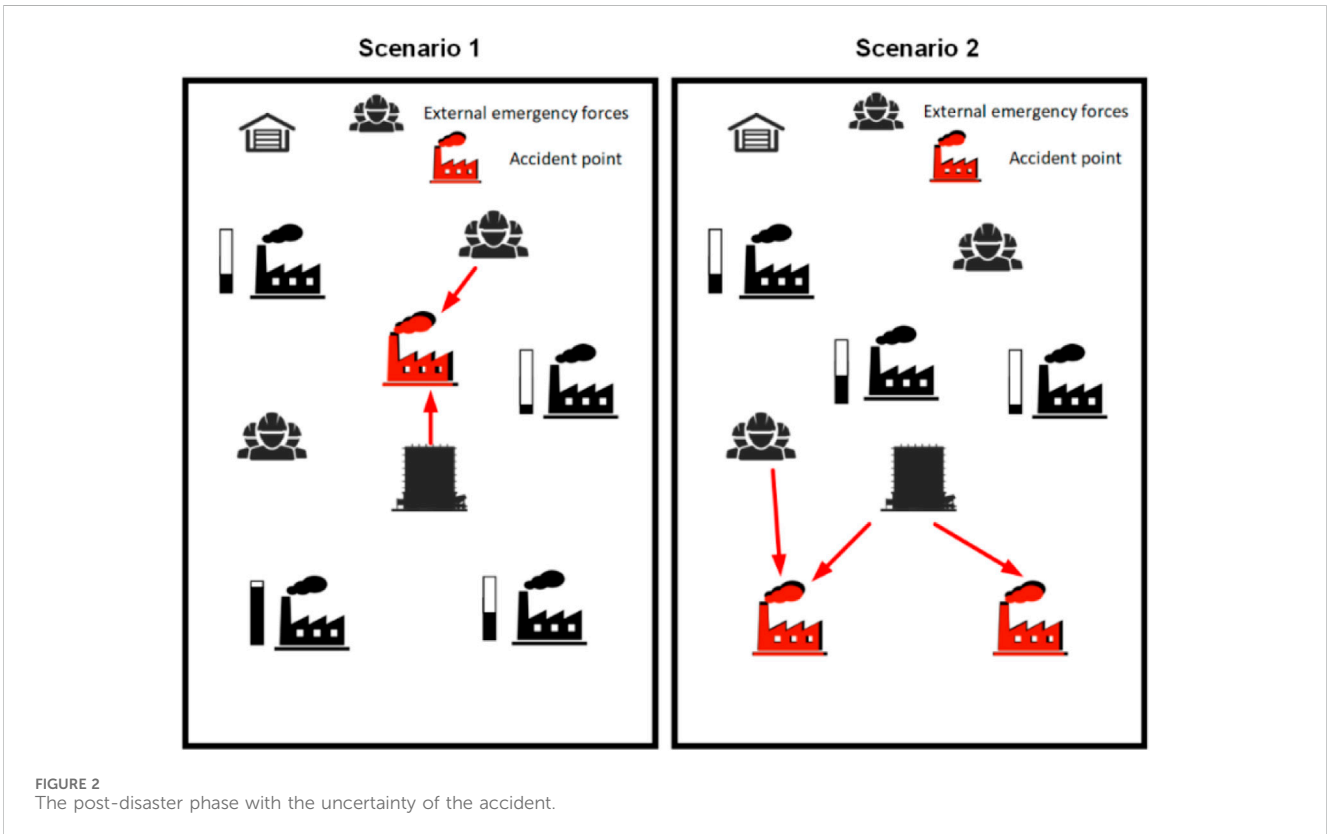 Scenario 1
External emergency forces
Accident point
Scenario 2
External emergency forces
Accident point
FIGURE 2
The post-disaster phase with the uncertainty of the accident.